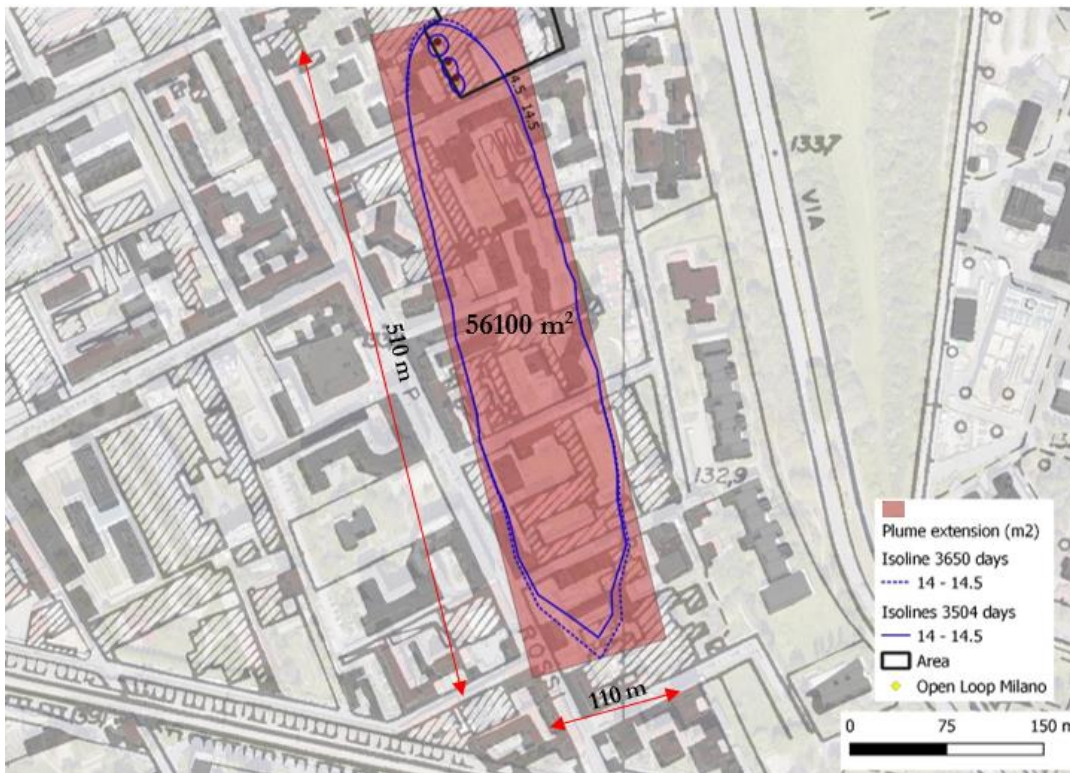 14.5 14.5
133,7
VIA
56100 m²
510 m
P
132,9
ROSSI
110 m
Plume extension (m2)
Isoline 3650 days
14 - 14.5
Isolines 3504 days
14 - 14.5
Area
Open Loop Milano
0 75 150 m